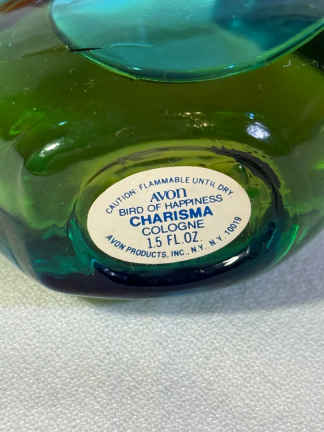 CAUTION: FLAMMABLE UNTIL DRY
AVON
BIRD OF HAPPINESS
CHARISMA
COLOGNE
1.5 FL. OZ.
AVON PRODUCTS, INC., N.Y., N.Y. 10019